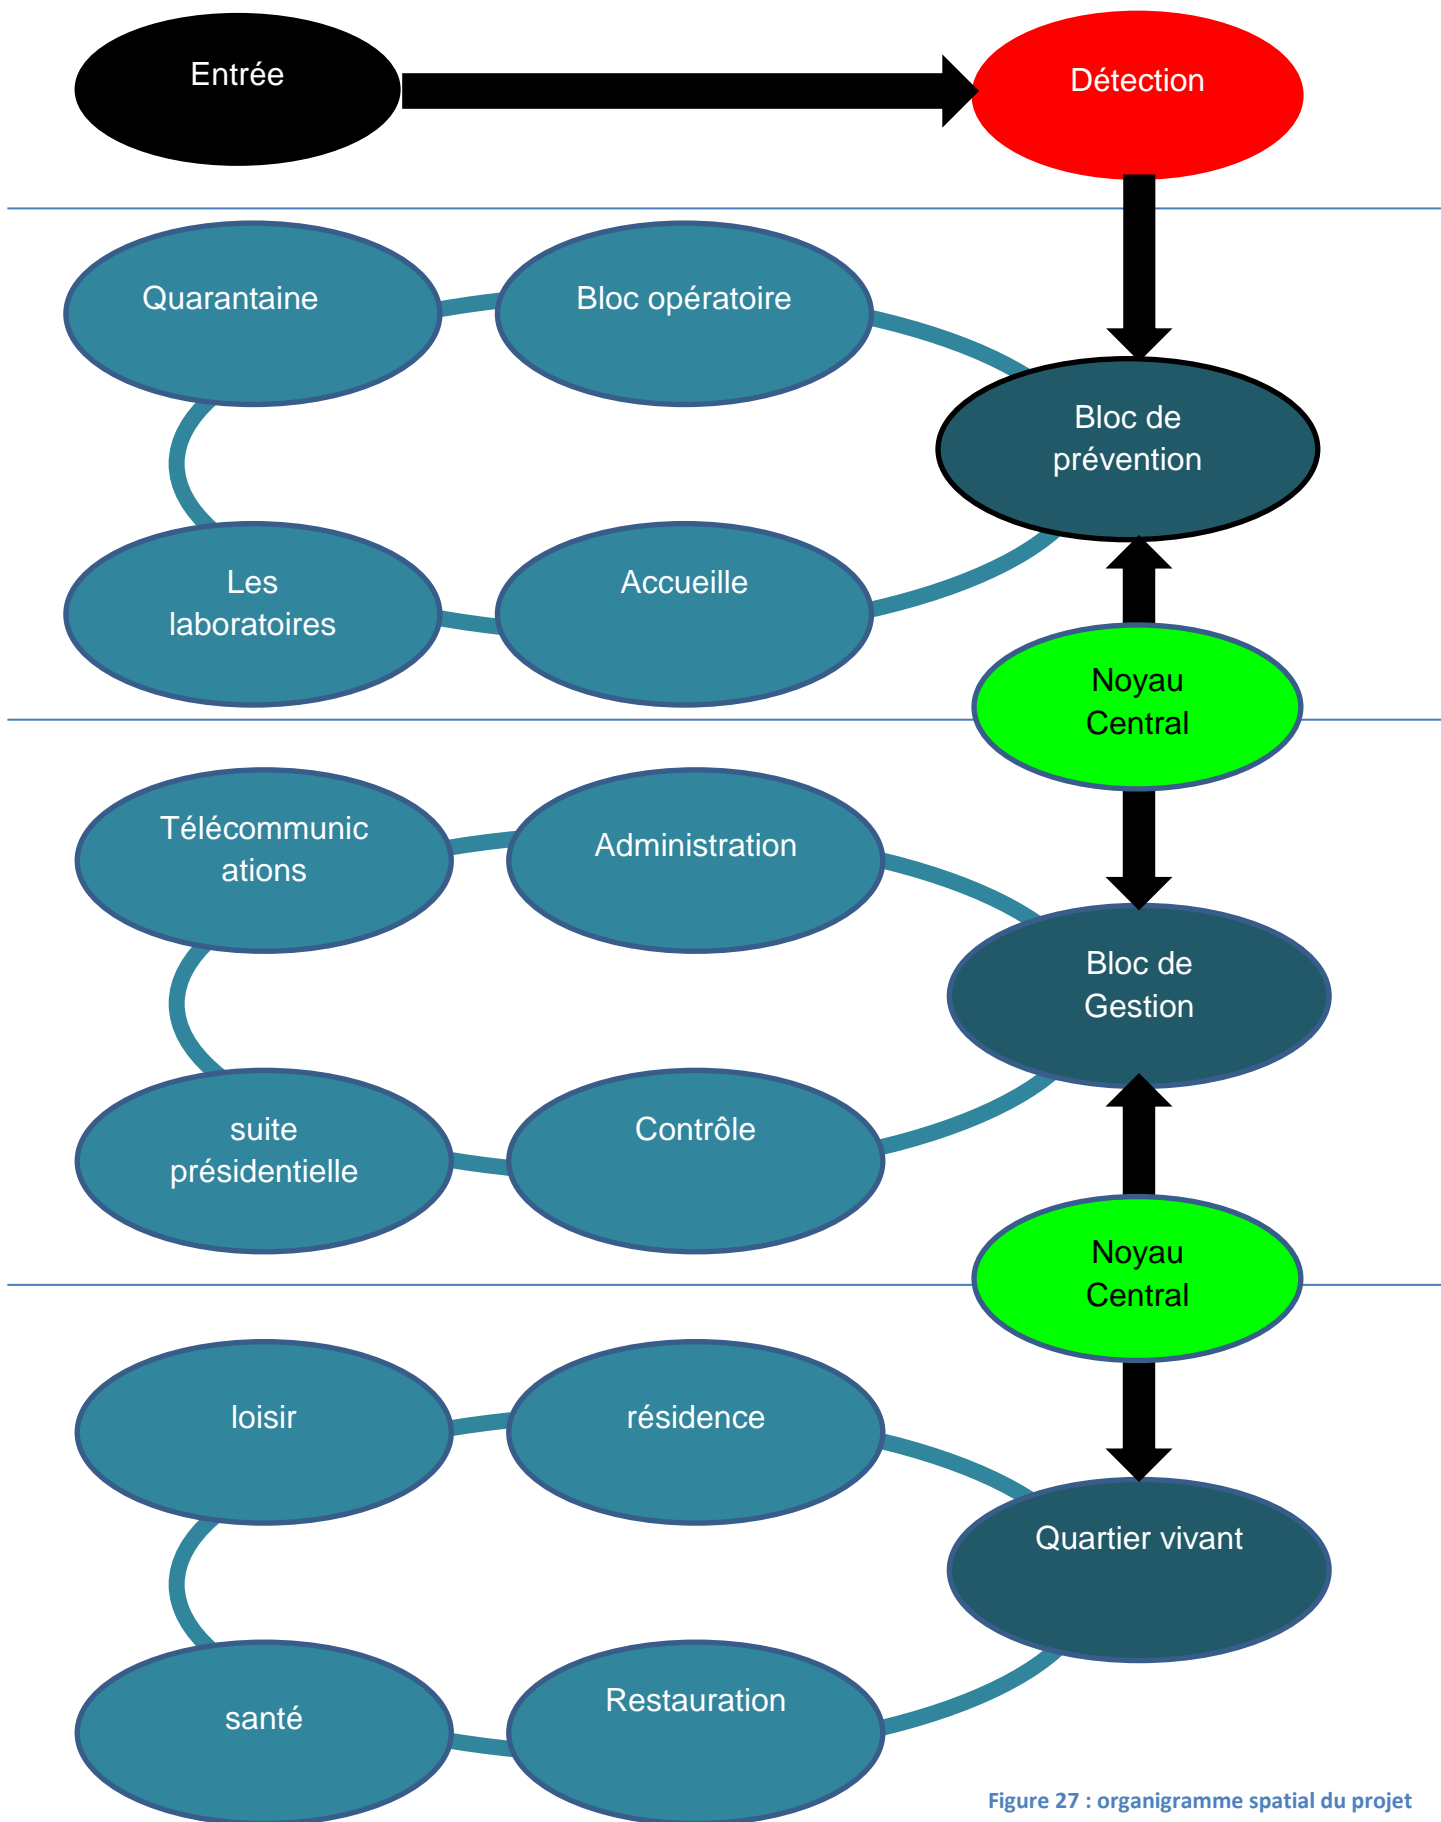 Entrée
Détection
Quarantaine
Bloc opératoire
Bloc de
prévention
Les
laboratoires
Accueille
Noyau
Central
Télécommunic
ations
Administration
Bloc de
Gestion
suite
présidentielle
Contrôle
Noyau
Central
loisir
résidence
Quartier vivant
santé
Restauration
Figure 27 : organigramme spatial du projet